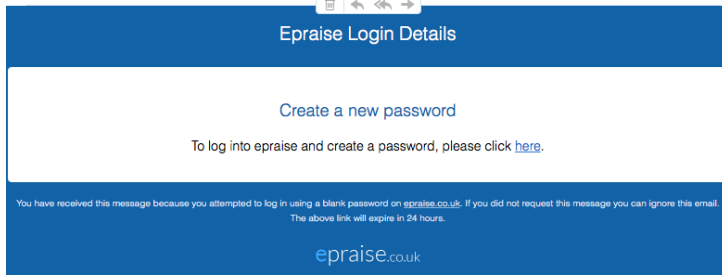 Epraise Login Details
Create a new password
To log into epraise and create a password, please click here.
You have received this message because you attempted to log in using a blank password on epraise.co.uk. If you did not request this message you can ignore this email.
The above link will expire in 24 hours.
epraise.co.uk